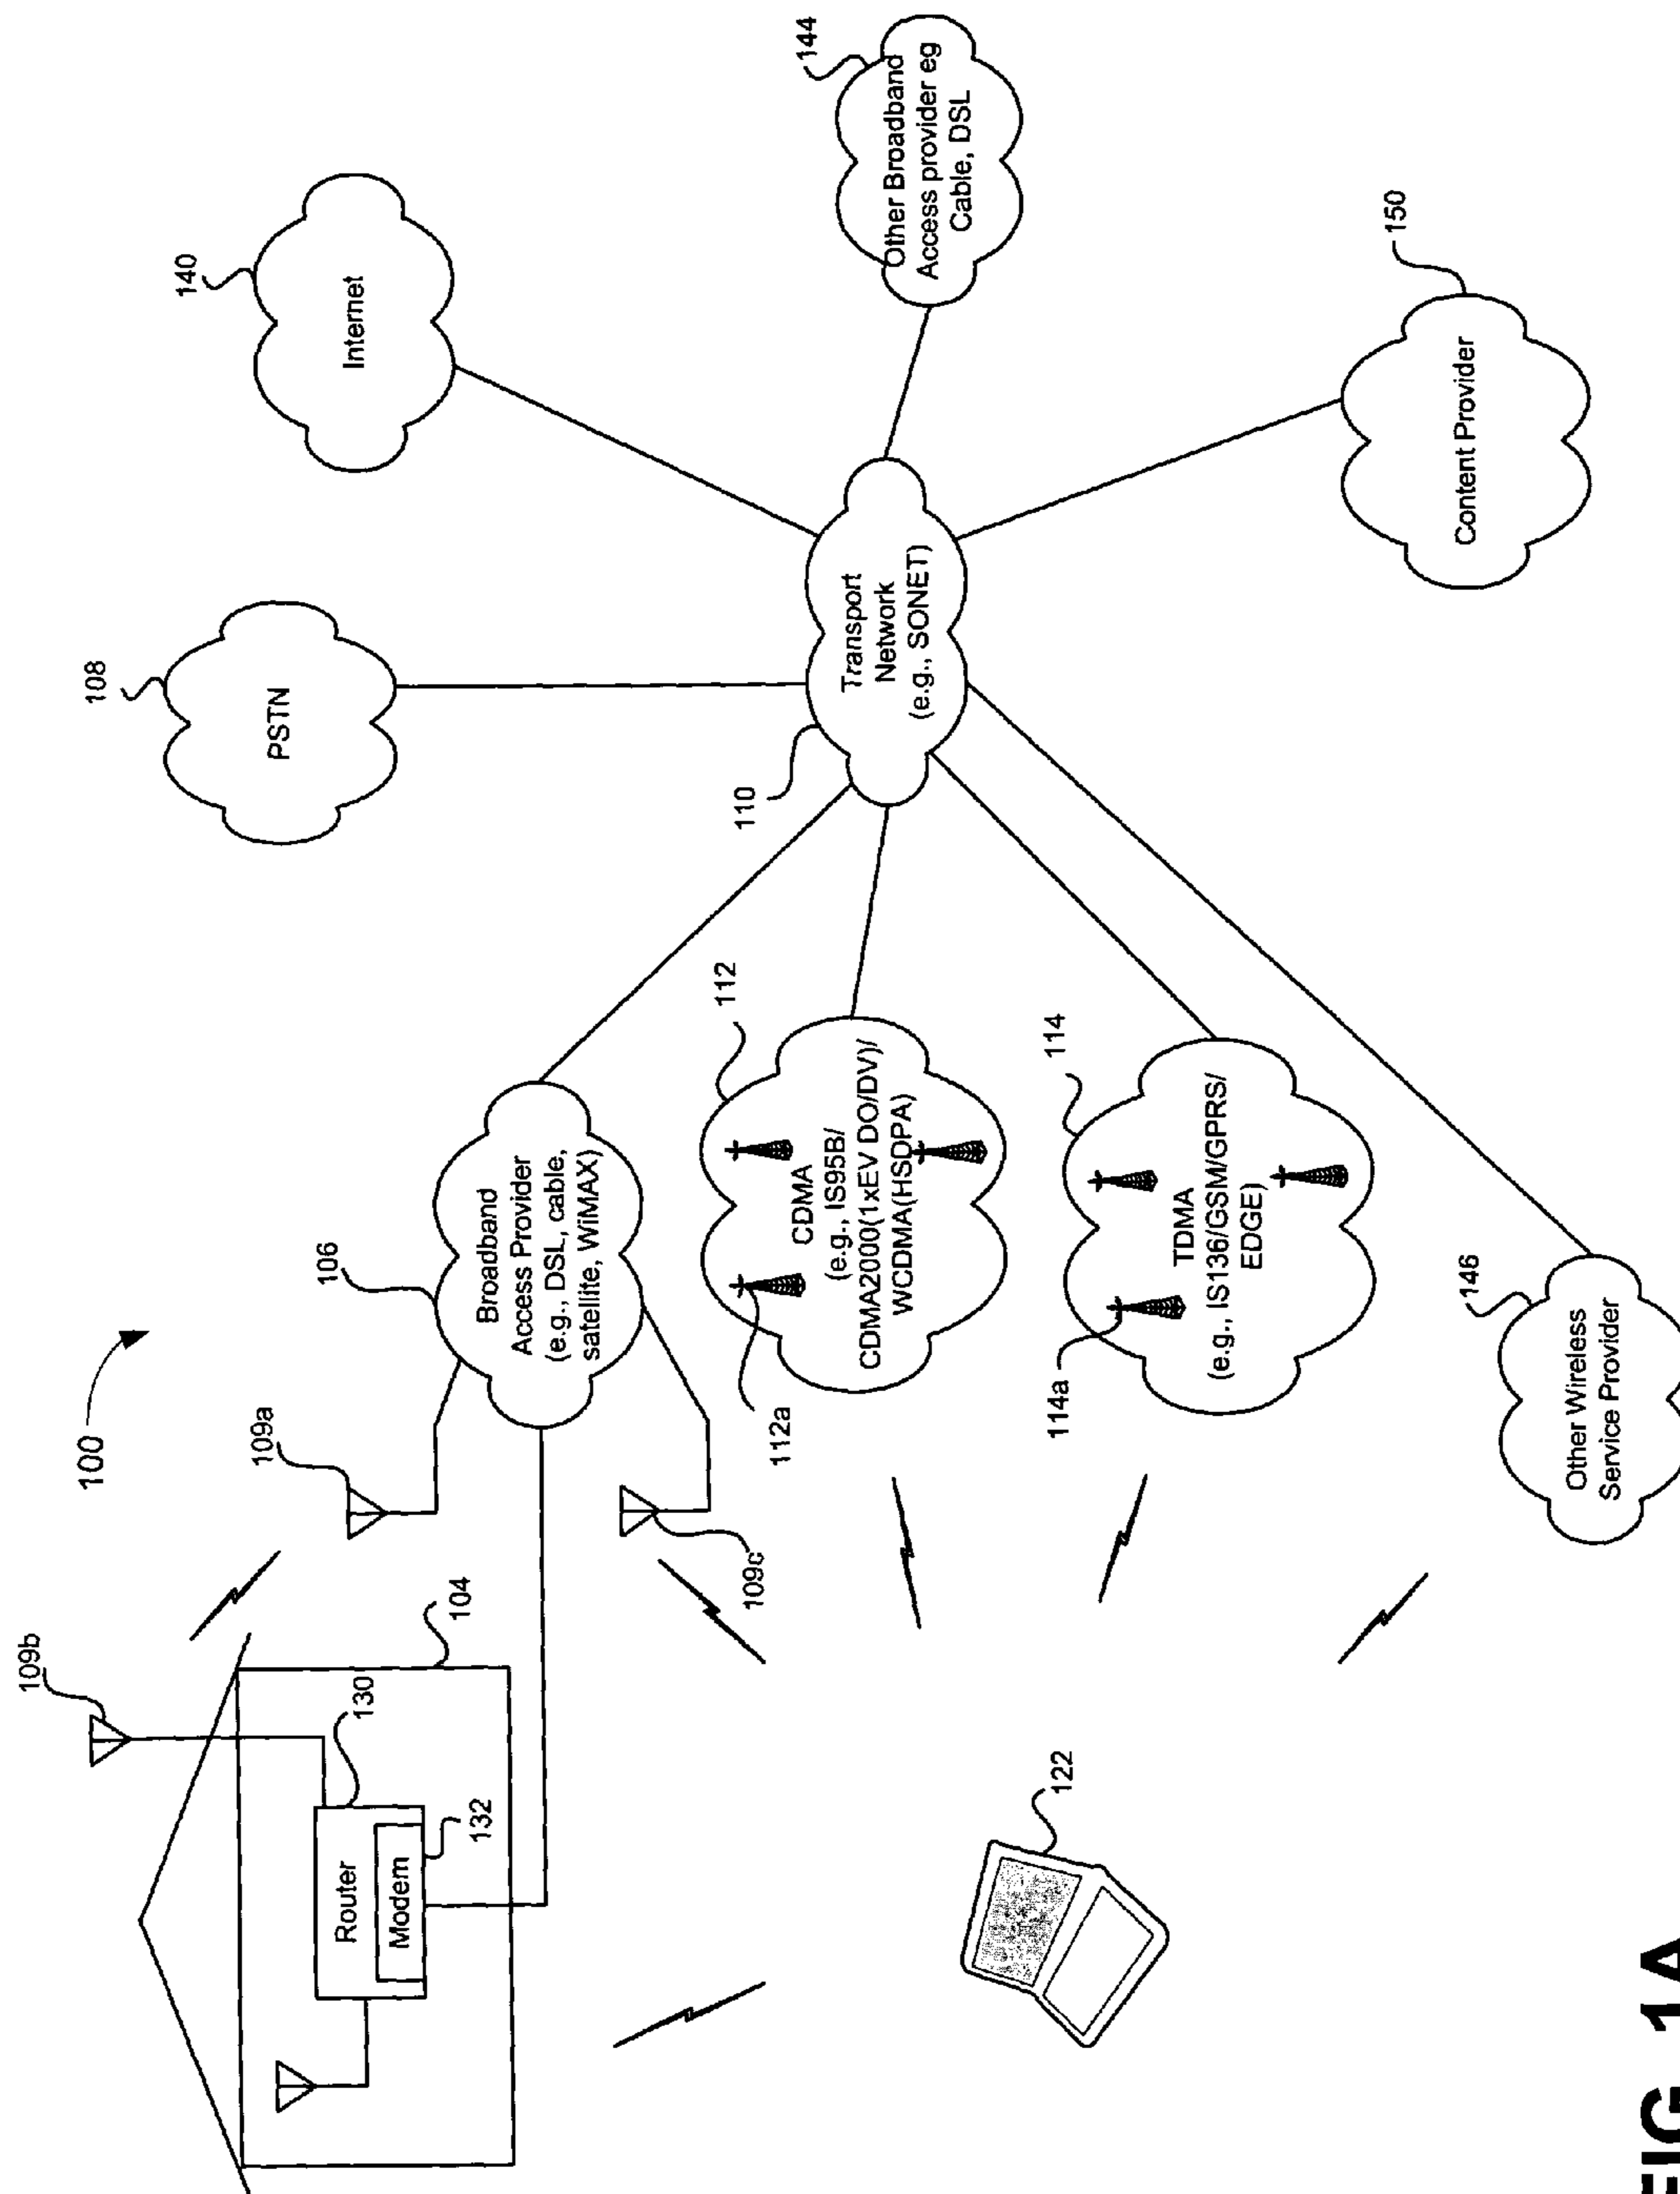 100
109b
109a
104
130
Router
Modem
132
109c
106
Broadband
Access Provider
(e.g., DSL, cable,
satellite, WiMAX)
108
PSTN
140
Internet
144
Other Broadband
Access provider eg
Cable, DSL
110
Transport
Network
(e.g., SONET)
112
CDMA
(e.g., IS95B/
CDMA2000(1xEV DO/DV)/
WCDMA(HSDPA)
112a
114
TDMA
(e.g., IS136/GSM/GPRS/
EDGE)
114a
122
146
Other Wireless
Service Provider
150
Content Provider
FIG. 1A